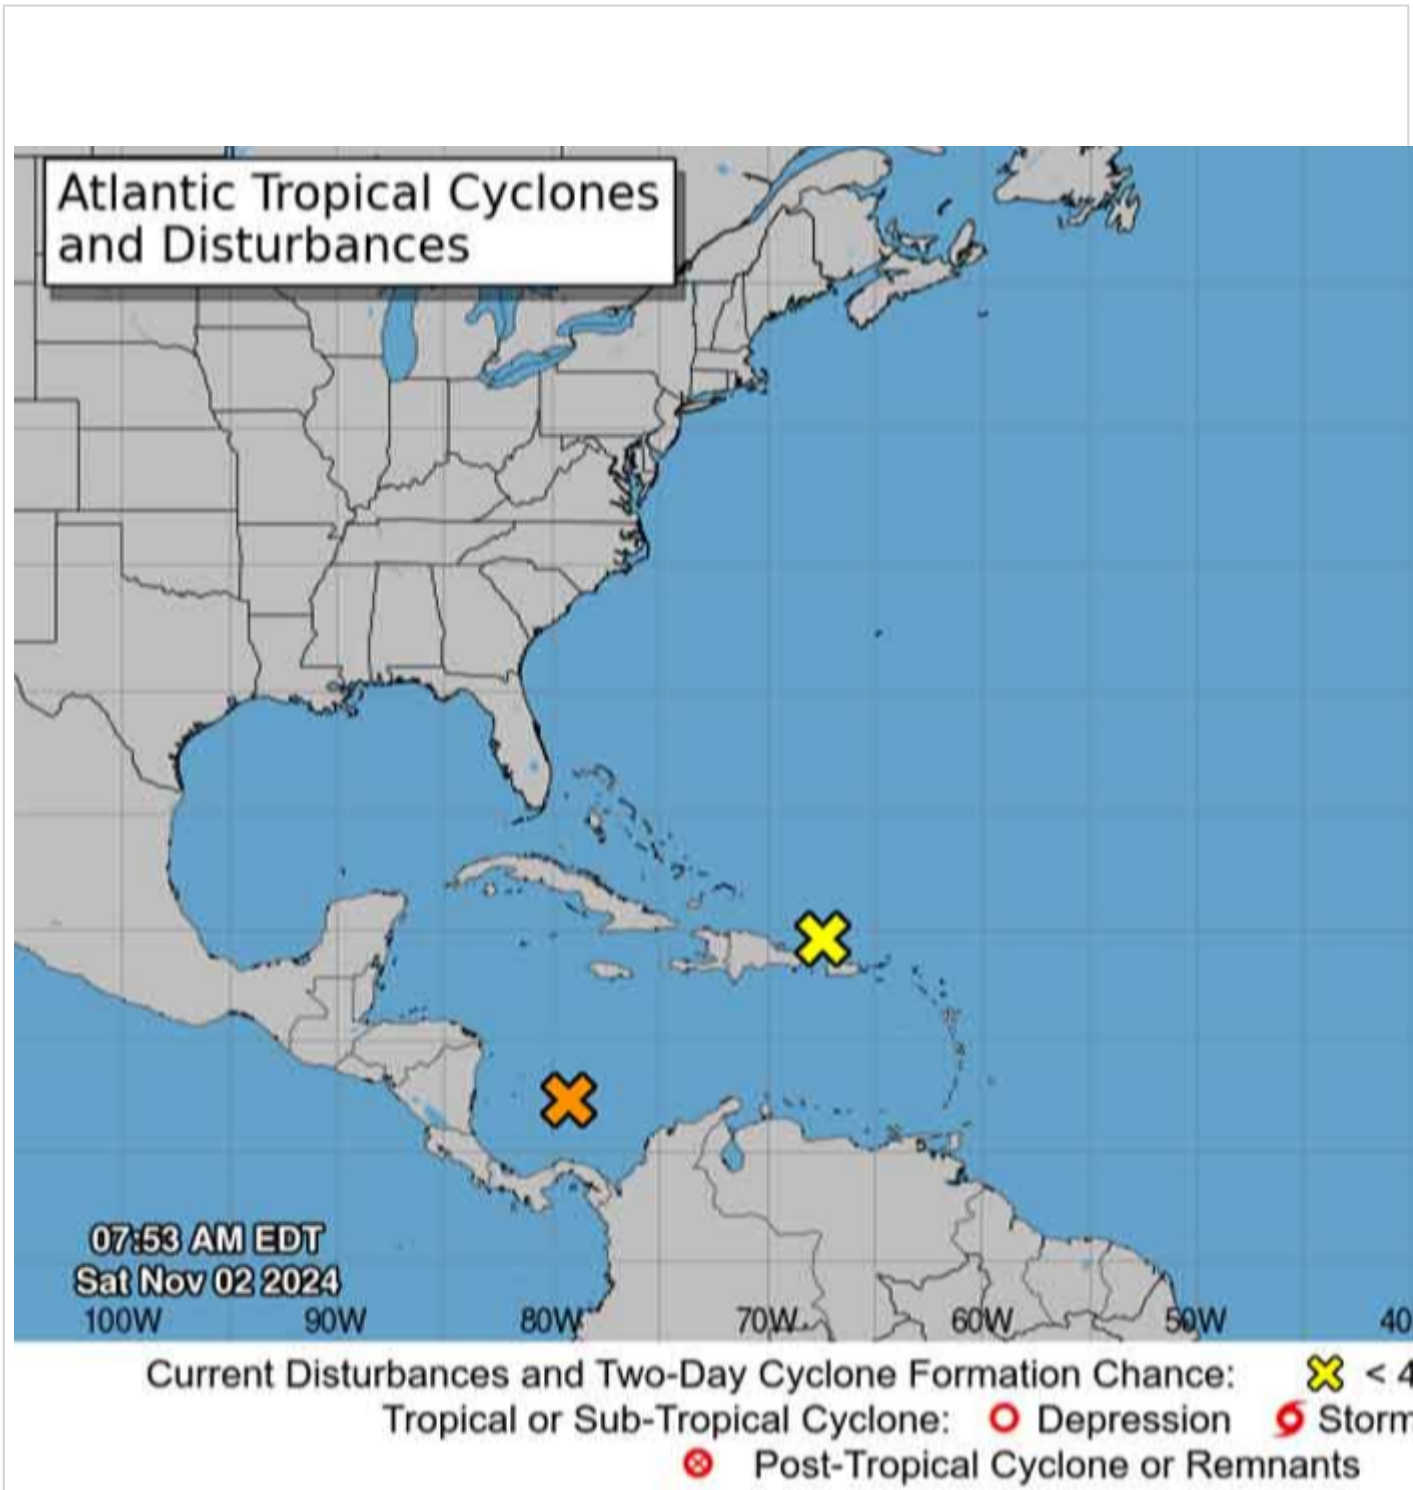 Atlantic Tropical Cyclones
and Disturbances
07:53 AM EDT
Sat Nov 02 2024
100W 90W 80W 70W 60W 50W 40
Current Disturbances and Two-Day Cyclone Formation Chance: < 4
Tropical or Sub-Tropical Cyclone: Depression Storm
Post-Tropical Cyclone or Remnants